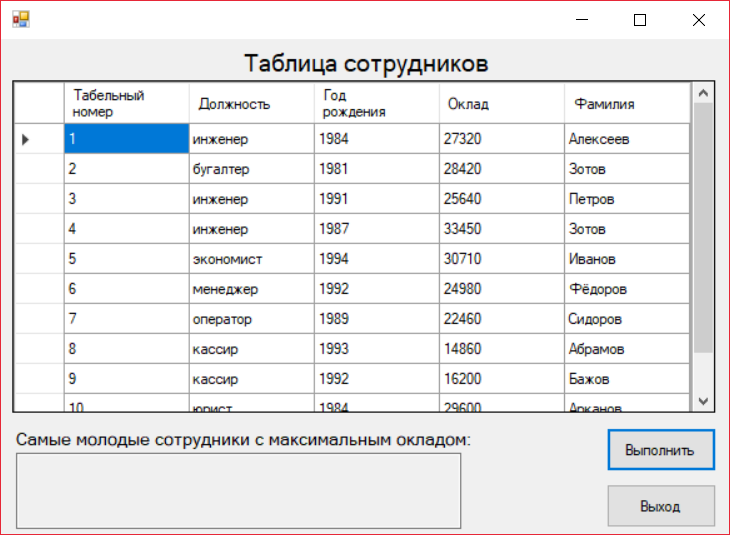 Таблица сотрудников
Табельный номер Должность Год рождения Оклад Фамилия
1 инженер 1984 27320 Алексеев
2 бугалтер 1981 28420 Зотов
3 инженер 1991 25640 Петров
4 инженер 1987 33450 Зотов
5 экономист 1994 30710 Иванов
6 менеджер 1992 24980 Фёдоров
7 оператор 1989 22460 Сидоров
8 кассир 1993 14860 Абрамов
9 кассир 1992 16200 Бажов
10 юрист 1984 29600 Арканов
Самые молодые сотрудники с максимальным окладом:
Выполнить
Выход